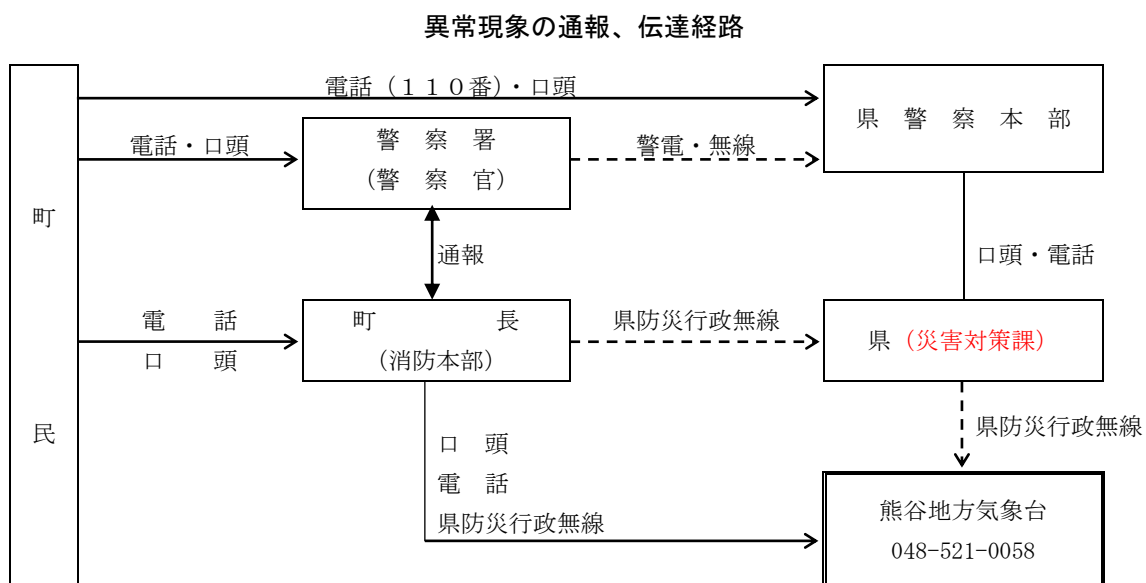 異常現象の通報、伝達経路
電話（１１０番）・口頭
県　警　察　本　部
電話・口頭
警　察　署
（警　察　官）
警電・無線
町
民
通報
口頭・電話
電　　話
口　　頭
町　　　　　長
（消防本部）
県防災行政無線
県（災害対策課）
県防災行政無線
口　頭
電　話
県防災行政無線
熊谷地方気象台
048-521-0058